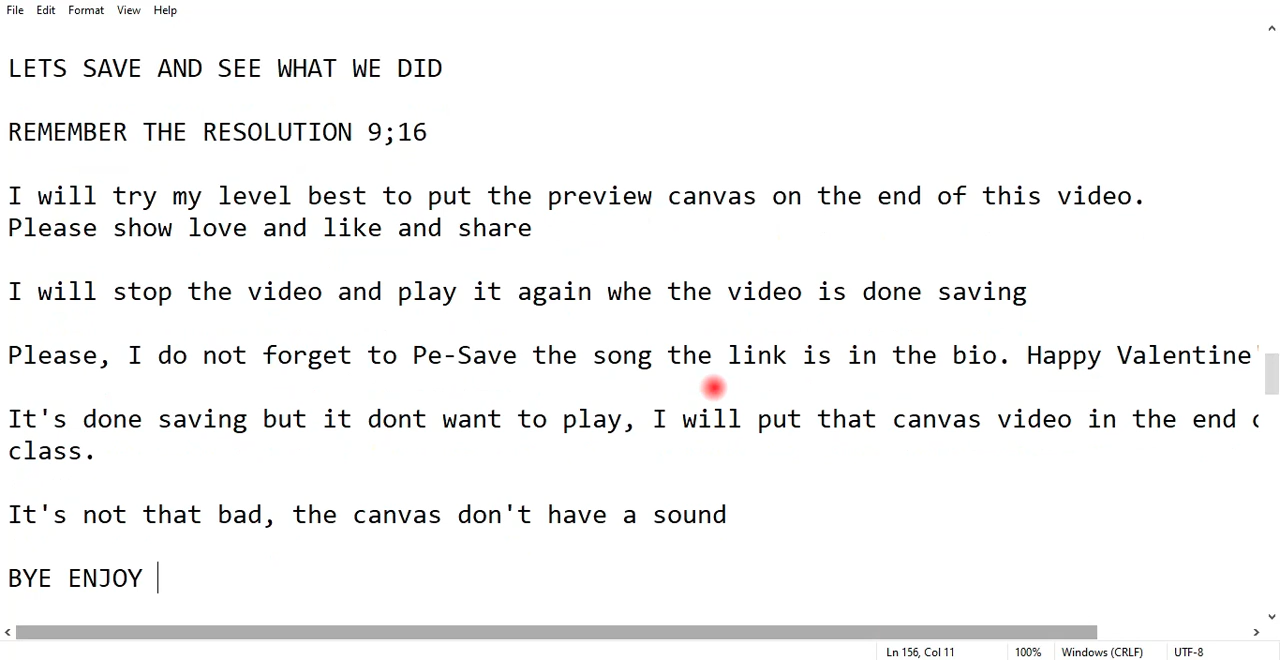 File Edit Format View Help
LETS SAVE AND SEE WHAT WE DID
REMEMBER THE RESOLUTION 9;16
I will try my level best to put the preview canvas on the end of this video.
Please show love and like and share
I will stop the video and play it again whe the video is done saving
Please, I do not forget to Pe-Save the song the link is in the bio. Happy Valentine'
It's done saving but it dont want to play, I will put that canvas video in the end
class.
It's not that bad, the canvas don't have a sound
BYE ENJOY
Ln 156, Col 11 100% Windows (CRLF) UTF-8